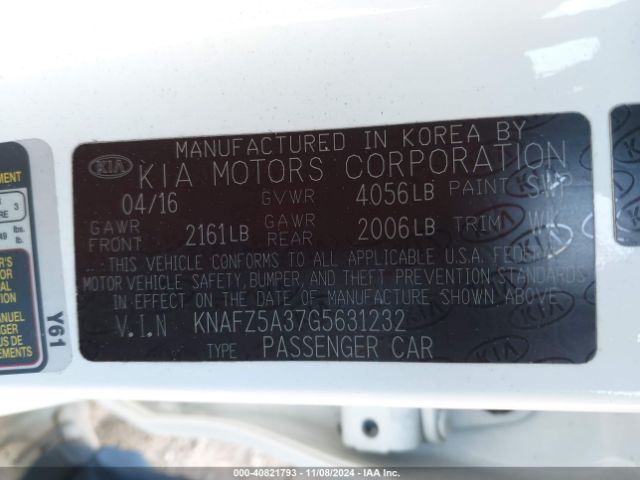 MANUFACTURED IN KOREA BY
KIA KIA MOTORS CORPORATION
04/16 GVWR 4056LB PAINT SWP
GAWR FRONT 2161LB GAWR REAR 2006LB TRIM WK
THIS VEHICLE CONFORMS TO ALL APPLICABLE U.S.A. FEDERAL
MOTOR VEHICLE SAFETY, BUMPER, AND THEFT PREVENTION STANDARDS
IN EFFECT ON THE DATE OF MANUFACTURE SHOWN ABOVE.
V.I.N KNAFZ5A37G5631232
TYPE PASSENGER CAR
Y61
000-40821793 - 11/08/2024 - IAA Inc.